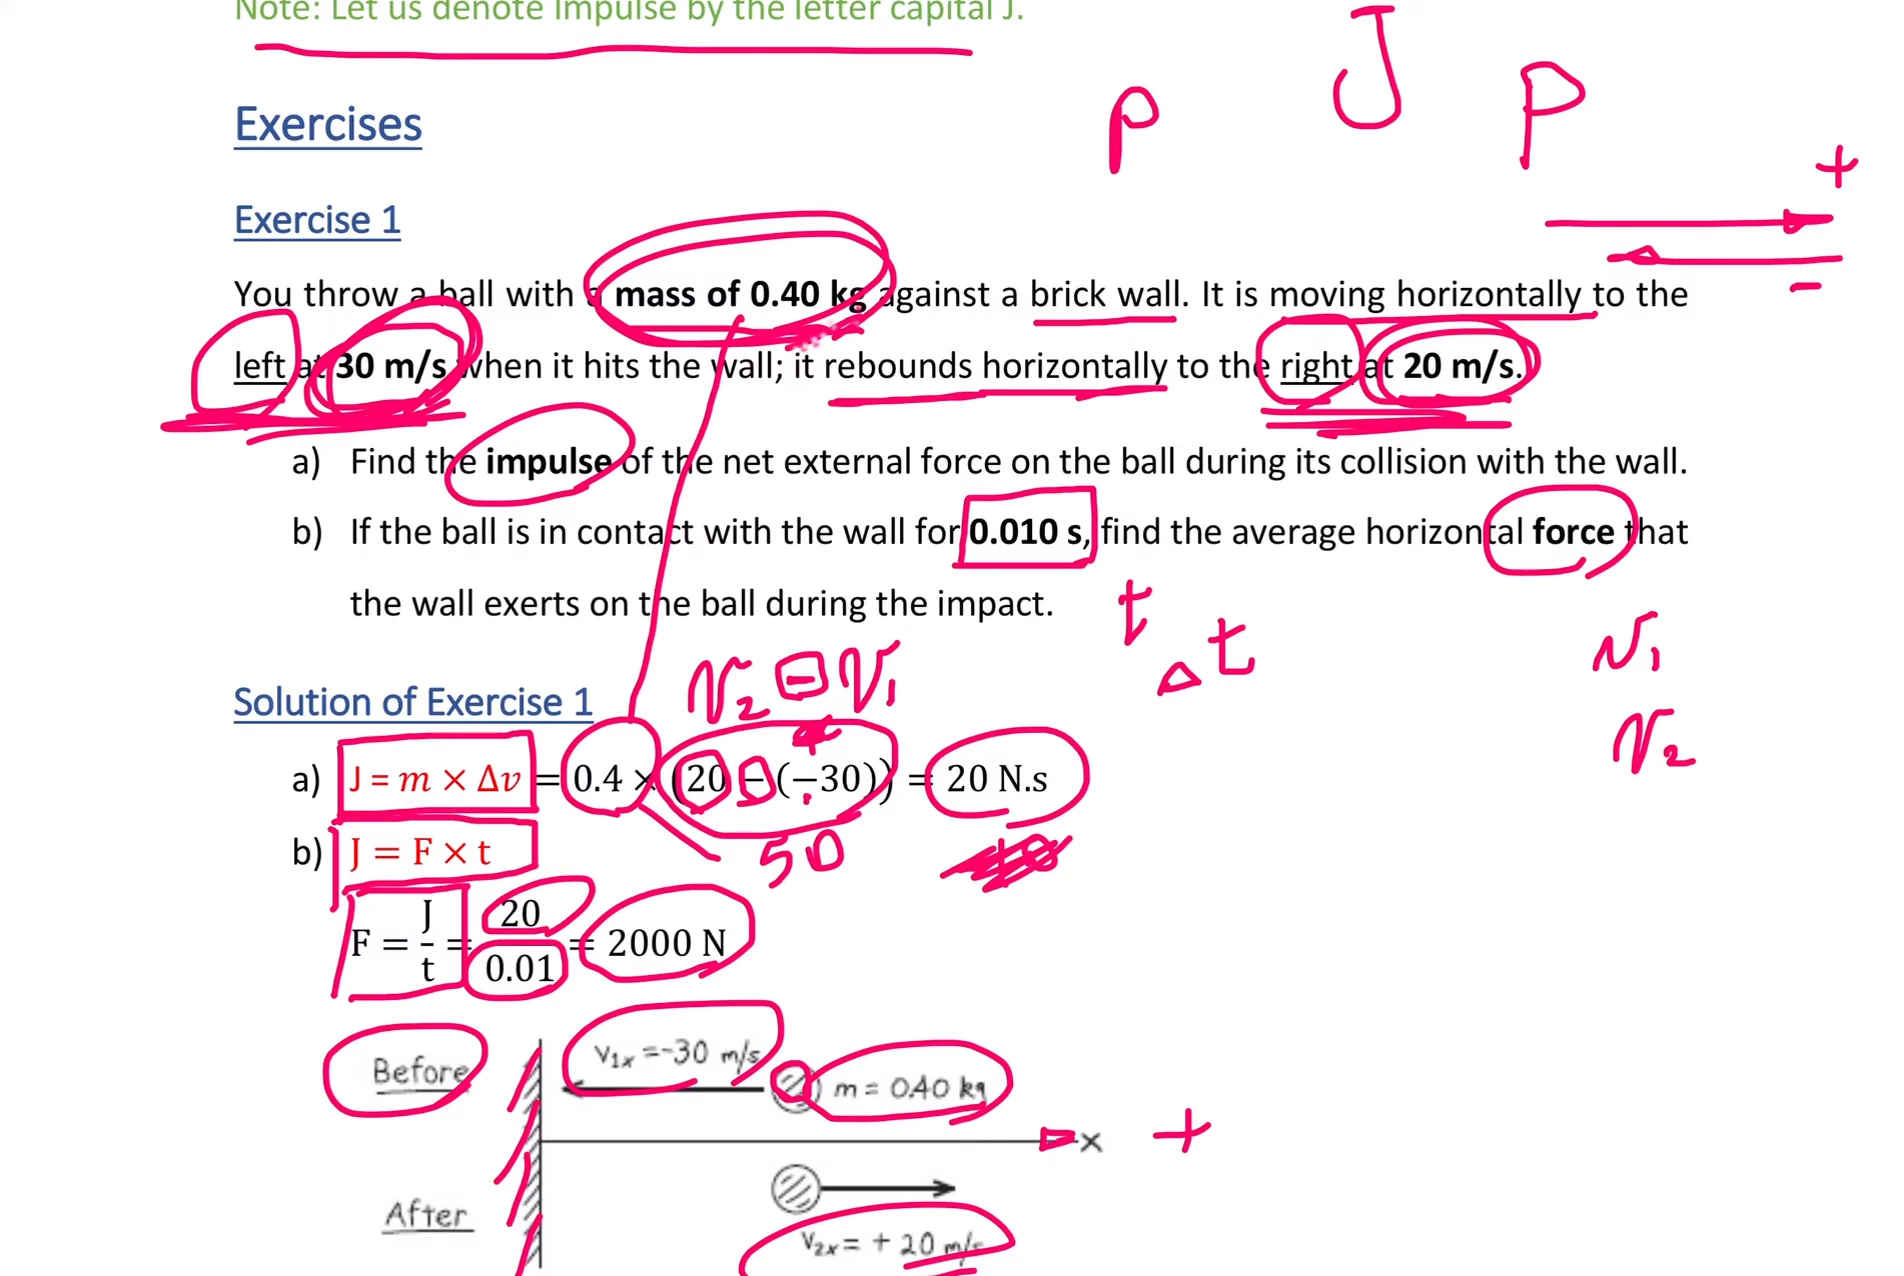 Note: Let us denote Impulse by the letter capital J.
p J P
Exercises
+
Exercise 1
−
You throw a ball with a mass of 0.40 kg against a brick wall. It is moving horizontally to the
left at 30 m/s when it hits the wall; it rebounds horizontally to the right at 20 m/s.
a) Find the impulse of the net external force on the ball during its collision with the wall.
b) If the ball is in contact with the wall for 0.010 s, find the average horizontal force that
the wall exerts on the ball during the impact.
t
Δt
v₁
v₂ − v₁
Solution of Exercise 1
v₂
+
a) J = m × Δv = 0.4 × (20 − (−30)) = 20 N.s
b) J = F × t
50
F = J/t = 20/0.01 = 2000 N
Before
v₁ₓ = -30 m/s
m = 0.40 kg
x +
After
v₂ₓ = + 20 m/s